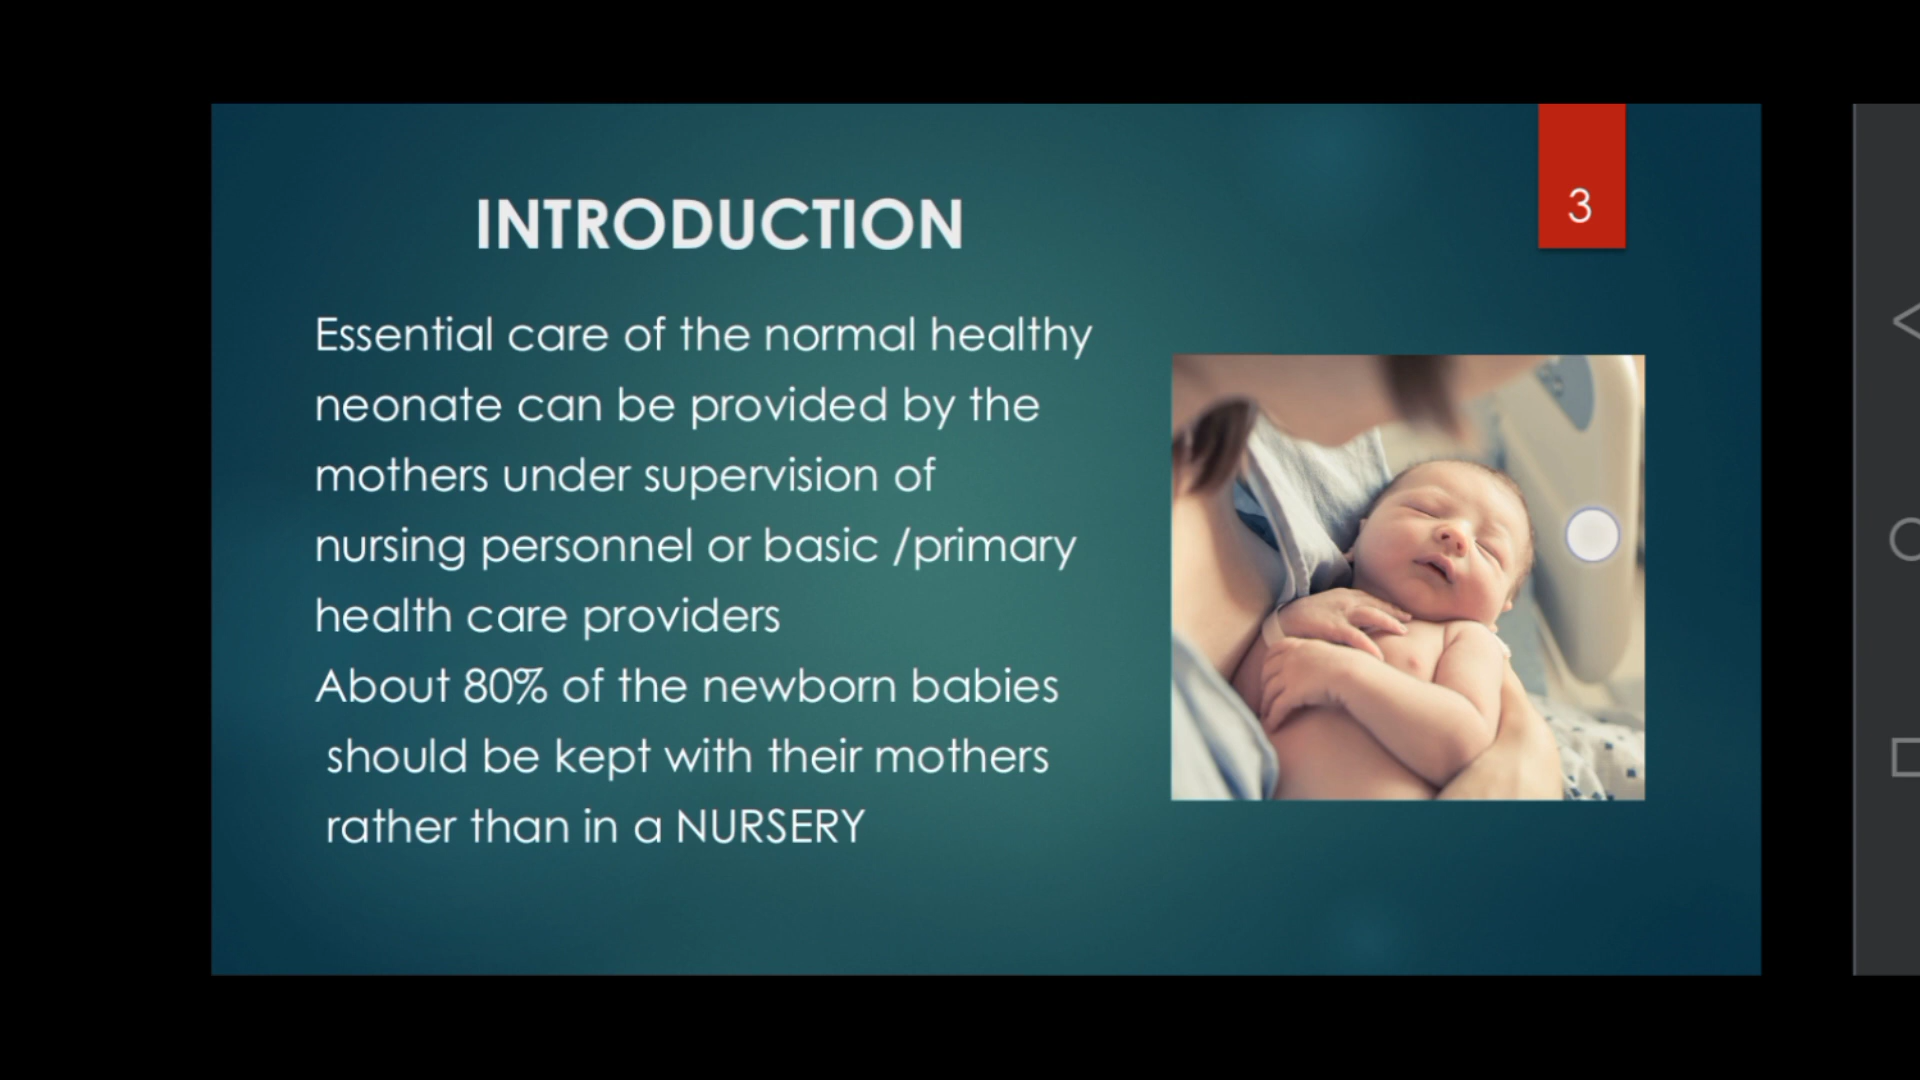 INTRODUCTION
3
Essential care of the normal healthy
neonate can be provided by the
mothers under supervision of
nursing personnel or basic /primary
health care providers
About 80% of the newborn babies
should be kept with their mothers
rather than in a NURSERY